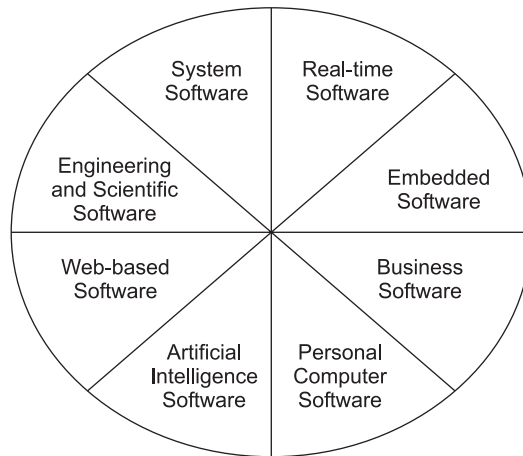 System
Software
Real-time
Software
Engineering
and Scientific
Software
Embedded
Software
Web-based
Software
Business
Software
Artificial
Intelligence
Software
Personal
Computer
Software